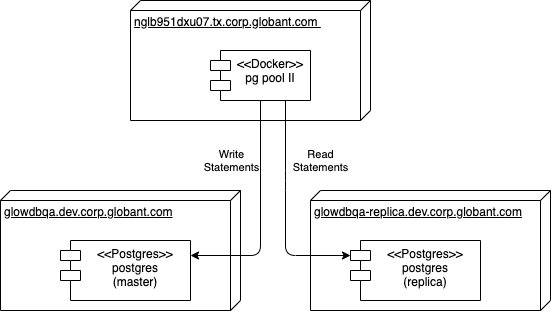 nglb951dxu07.tx.corp.globant.com
<<Docker>>
pg pool II
Write
Statements
Read
Statements
glowdbqa.dev.corp.globant.com
<<Postgres>>
postgres
(master)
glowdbqa-replica.dev.corp.globant.com
<<Postgres>>
postgres
(replica)